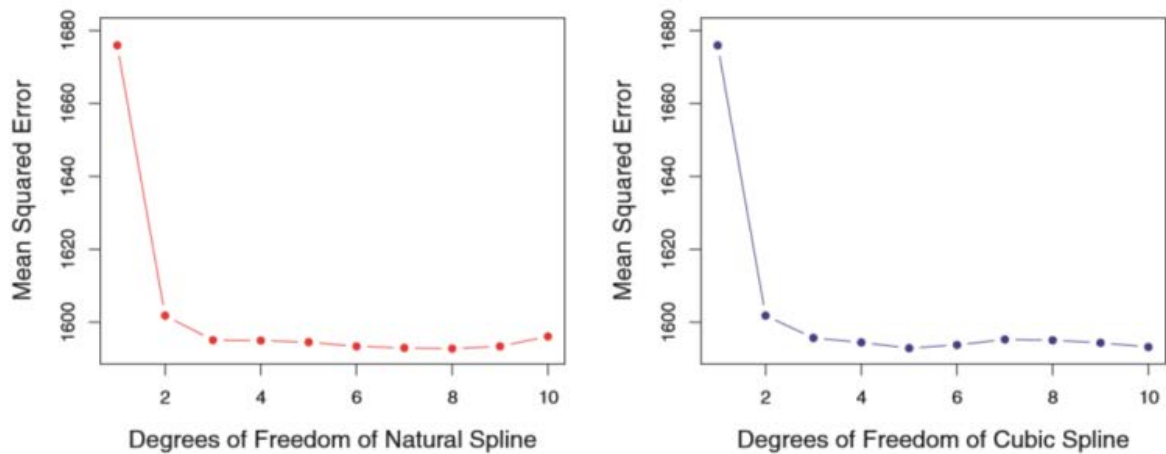 Mean Squared Error
1680
1660
1640
1620
1600
2 4 6 8 10
Degrees of Freedom of Natural Spline
Mean Squared Error
1680
1660
1640
1620
1600
2 4 6 8 10
Degrees of Freedom of Cubic Spline